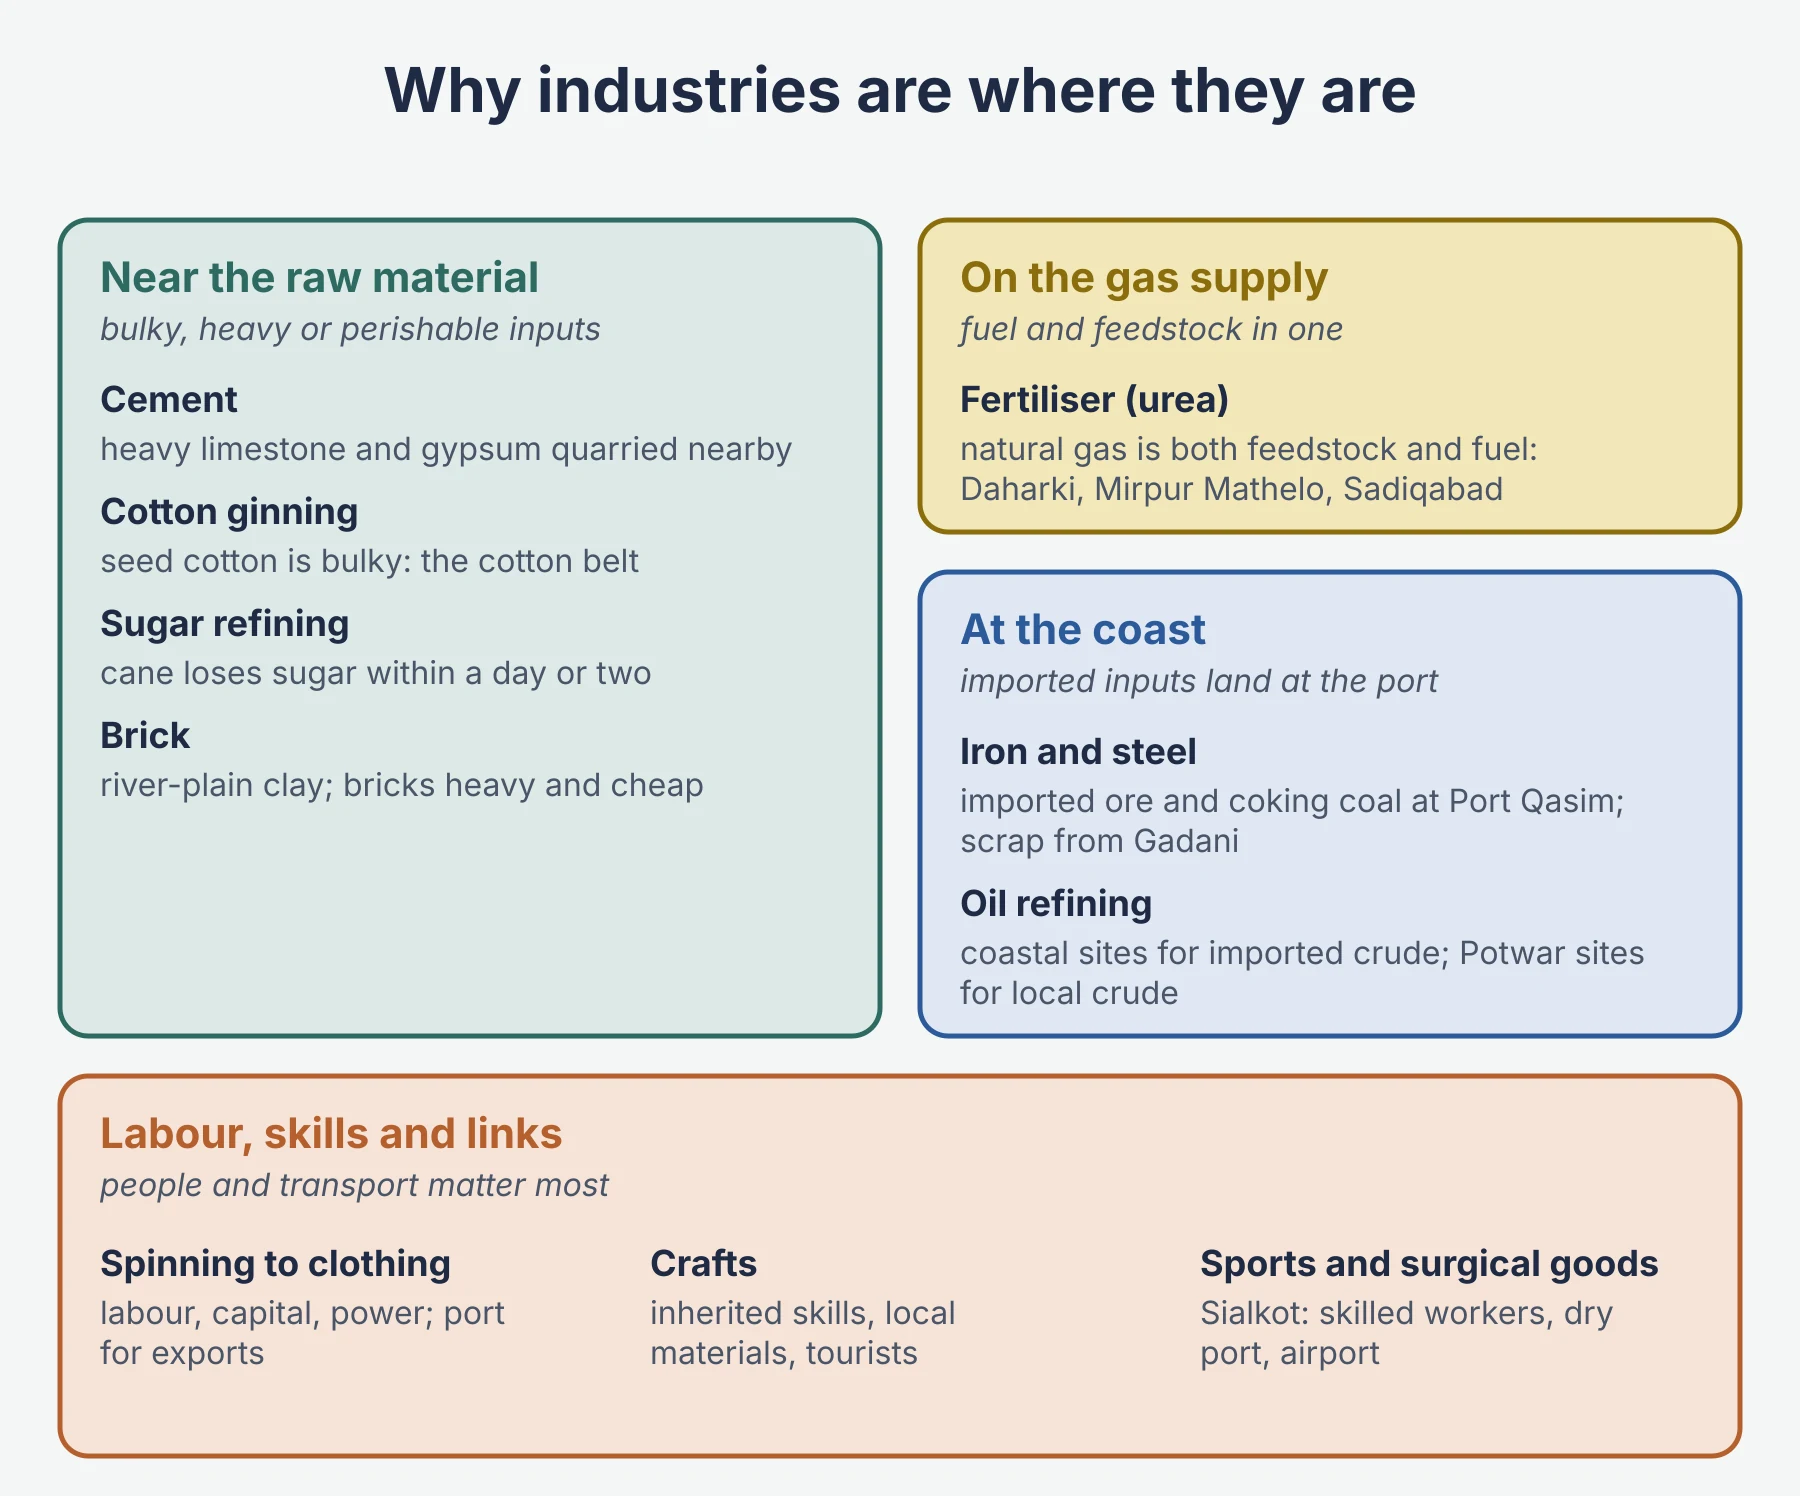 Why industries are where they are
Near the raw material
bulky, heavy or perishable inputs
Cement
heavy limestone and gypsum quarried nearby
Cotton ginning
seed cotton is bulky: the cotton belt
Sugar refining
cane loses sugar within a day or two
Brick
river-plain clay; bricks heavy and cheap
On the gas supply
fuel and feedstock in one
Fertiliser (urea)
natural gas is both feedstock and fuel:
Daharki, Mirpur Mathelo, Sadiqabad
At the coast
imported inputs land at the port
Iron and steel
imported ore and coking coal at Port Qasim;
scrap from Gadani
Oil refining
coastal sites for imported crude; Potwar sites
for local crude
Labour, skills and links
people and transport matter most
Spinning to clothing
labour, capital, power; port
for exports
Crafts
inherited skills, local
materials, tourists
Sports and surgical goods
Sialkot: skilled workers, dry
port, airport